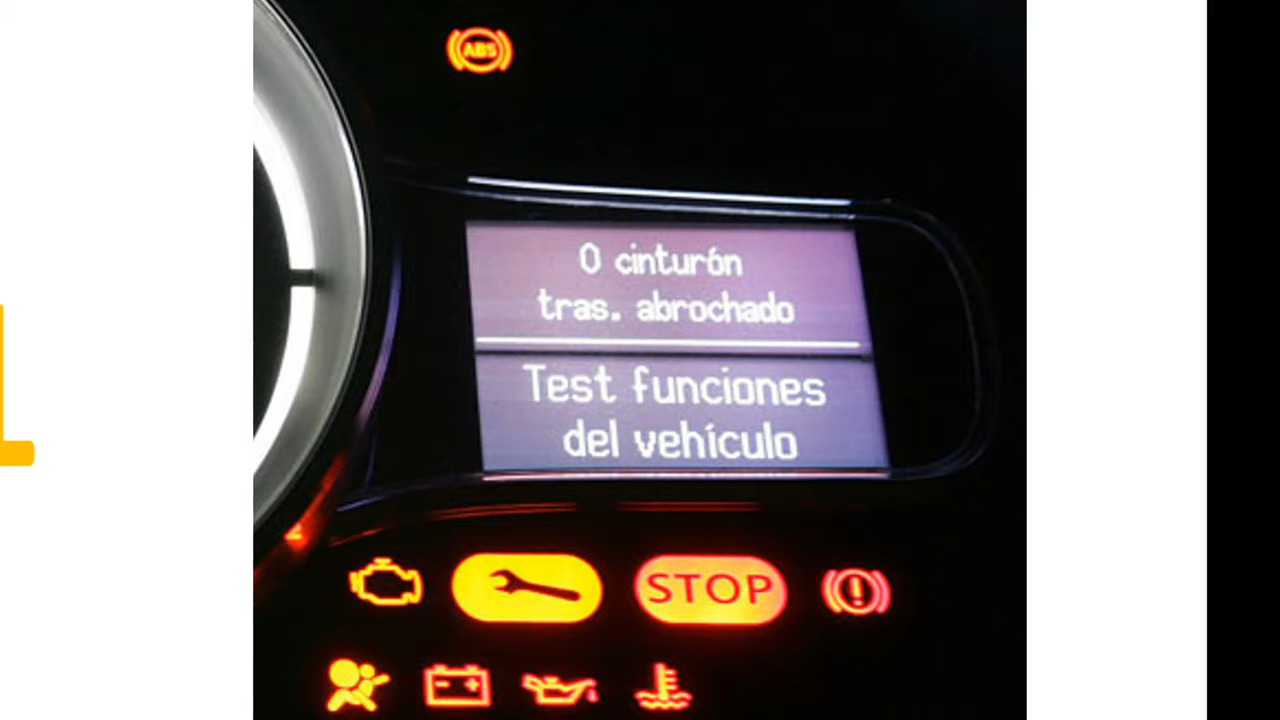 ABS
0 cinturón
tras. abrochado
Test funciones
del vehículo
STOP